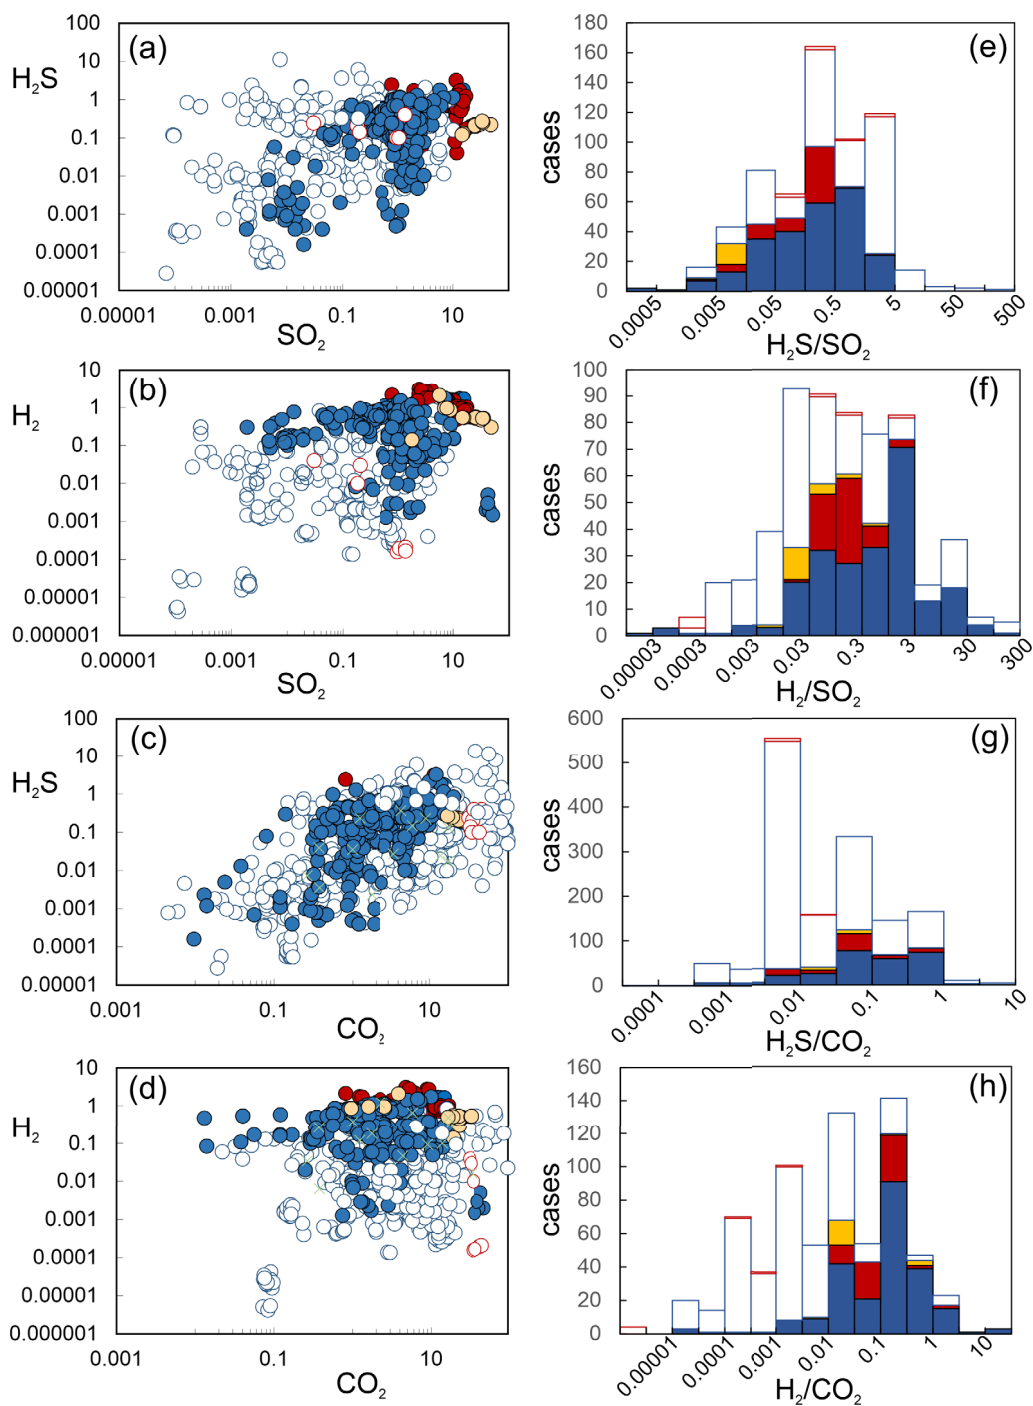 (a)
H₂S
100
10
1
0.1
0.01
0.001
0.0001
0.00001
0.00001 0.001 0.1 10
SO₂
(e)
cases
180
160
140
120
100
80
60
40
20
0
0.0005 0.005 0.05 0.5 5 50 500
H₂S/SO₂
(b)
H₂
10
1
0.1
0.01
0.001
0.0001
0.00001
0.000001
0.00001 0.001 0.1 10
SO₂
(f)
cases
100
90
80
70
60
50
40
30
20
10
0
0.00003 0.0003 0.003 0.03 0.3 3 30 300
H₂/SO₂
(c)
H₂S
100
10
1
0.1
0.01
0.001
0.0001
0.00001
0.001 0.1 10
CO₂
(g)
cases
600
500
400
300
200
100
0
0.0001 0.001 0.01 0.1 1 10
H₂S/CO₂
(d)
H₂
10
1
0.1
0.01
0.001
0.0001
0.00001
0.000001
0.001 0.1 10
CO₂
(h)
cases
160
140
120
100
80
60
40
20
0
0.00001 0.0001 0.001 0.01 0.1 1 10
H₂/CO₂